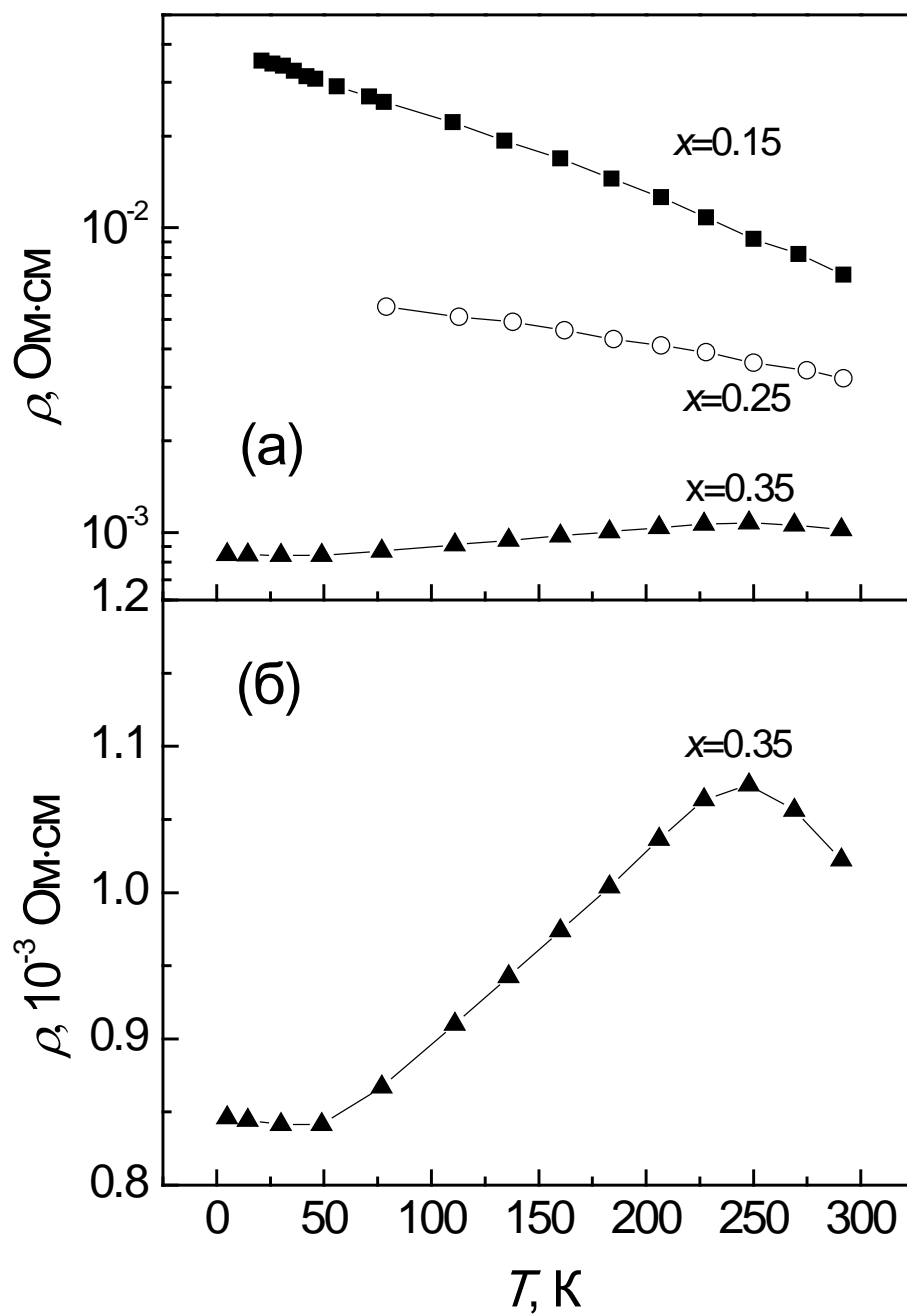 x=0.15
10⁻²
ρ, Ом·см
x=0.25
(а)
x=0.35
10⁻³
1.2
(б)
x=0.35
1.1
1.0
ρ, 10⁻³ Ом·см
0.9
0.8
0 50 100 150 200 250 300
T, К